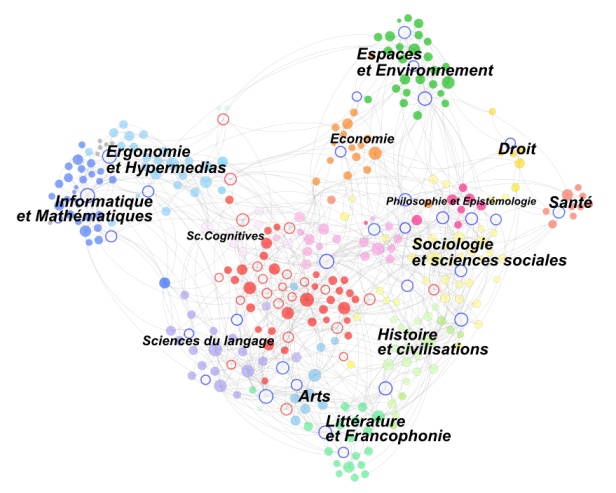 Espaces
et Environnement
Economie
Droit
Ergonomie
et Hypermedias
Informatique
et Mathématiques
Philosophie et Epistémologie
Santé
Sc.Cognitives
Sociologie
et sciences sociales
Sciences du langage
Histoire
et civilisations
Arts
Littérature
et Francophonie